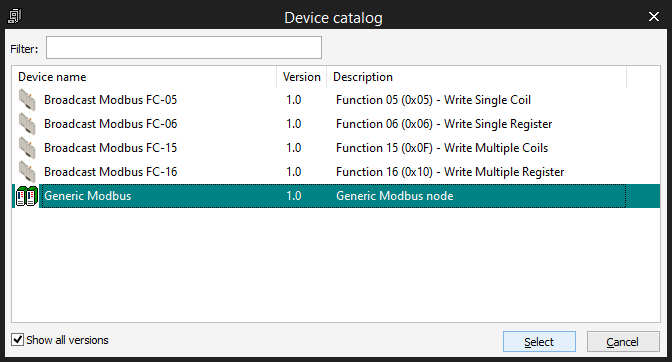 Device catalog
Filter:
Device name Version Description
Broadcast Modbus FC-05 1.0 Function 05 (0x05) - Write Single Coil
Broadcast Modbus FC-06 1.0 Function 06 (0x06) - Write Single Register
Broadcast Modbus FC-15 1.0 Function 15 (0x0F) - Write Multiple Coils
Broadcast Modbus FC-16 1.0 Function 16 (0x10) - Write Multiple Register
Generic Modbus 1.0 Generic Modbus node
Show all versions Select Cancel